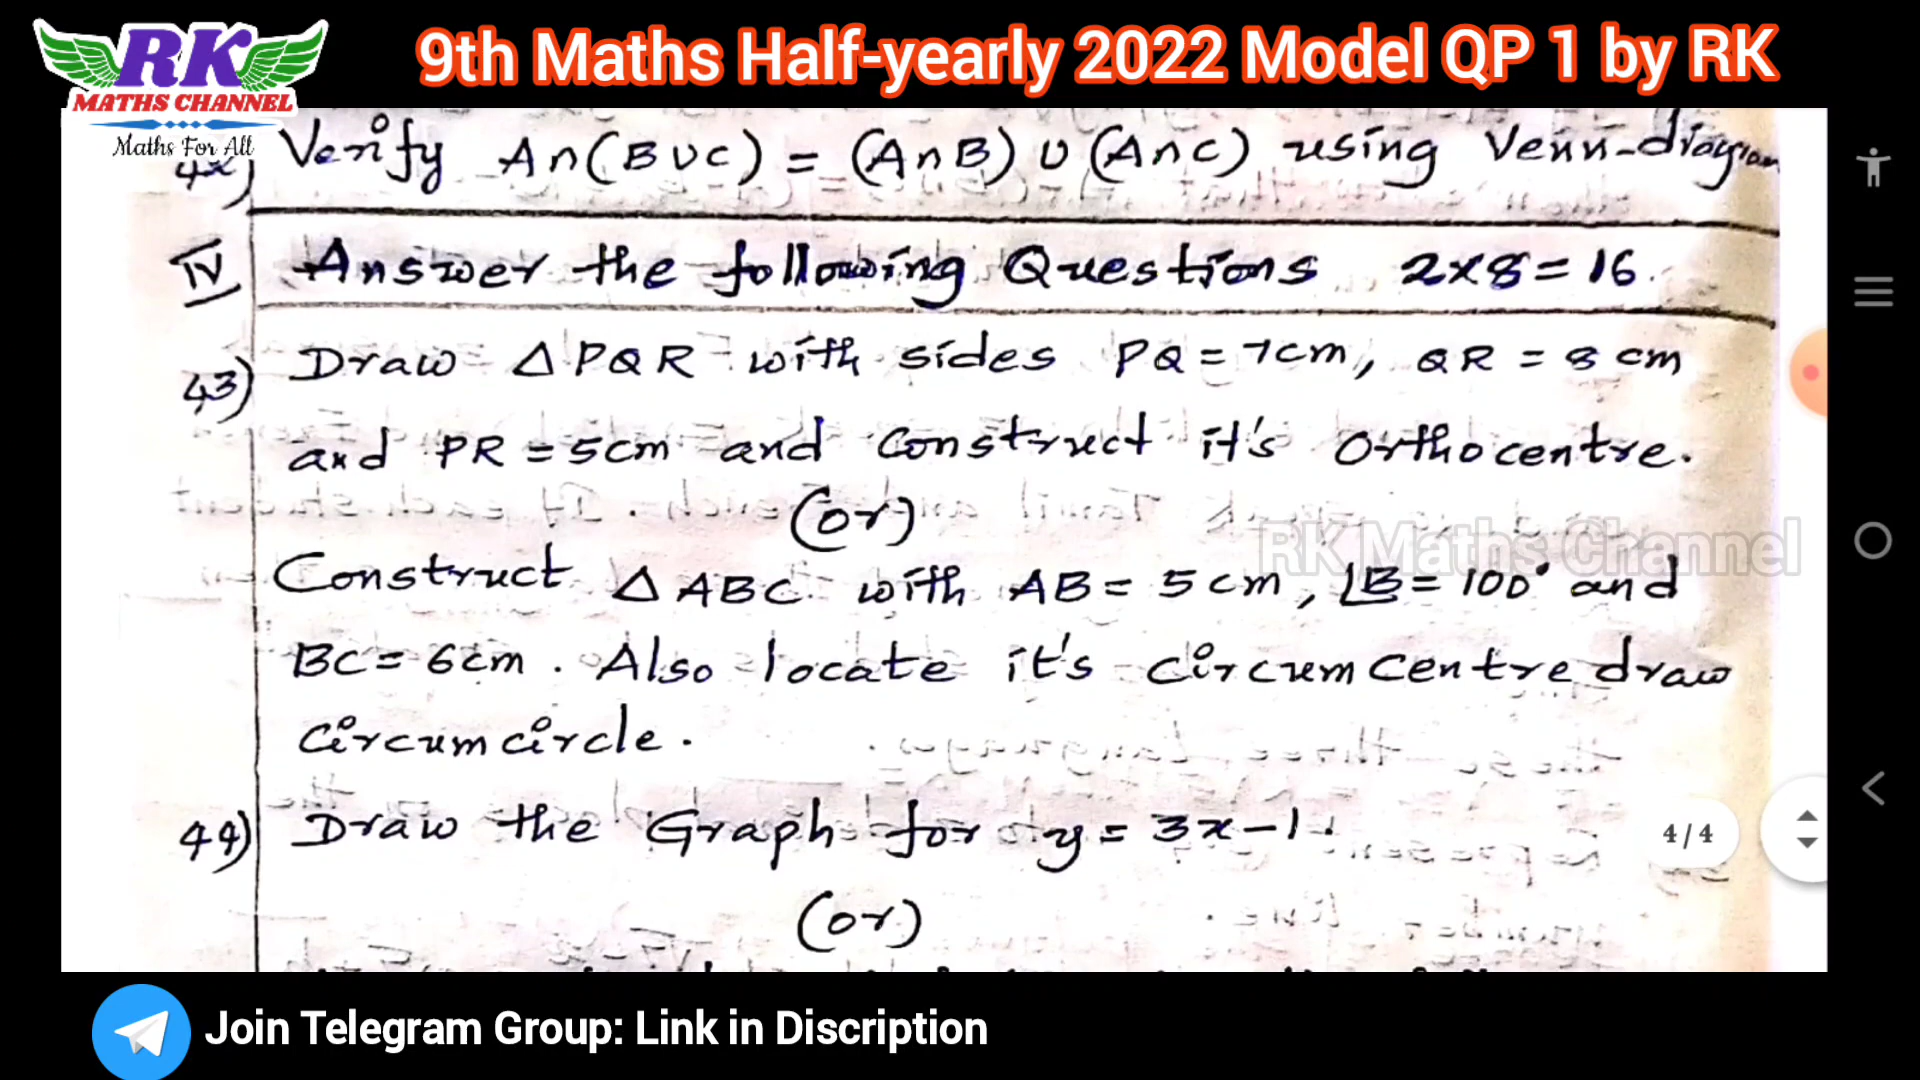 RK
MATHS CHANNEL
Maths For All
9th Maths Half-yearly 2022 Model QP 1 by RK
42) Verify A∩(B∪C) = (A∩B) ∪ (A∩C) using Venn-diagram
IV Answer the following Questions 2x8=16.
43) Draw △PQR with sides PQ = 7cm, QR = 8 cm
and PR = 5cm and Construct it's Orthocentre.
(or)
RK Maths Channel
Construct △ABC with AB = 5cm, ∠B = 100° and
BC = 6cm. Also locate it's circumcentre draw
circumcircle.
44) Draw the Graph for y = 3x-1.
4/4
(or)
Join Telegram Group: Link in Discription